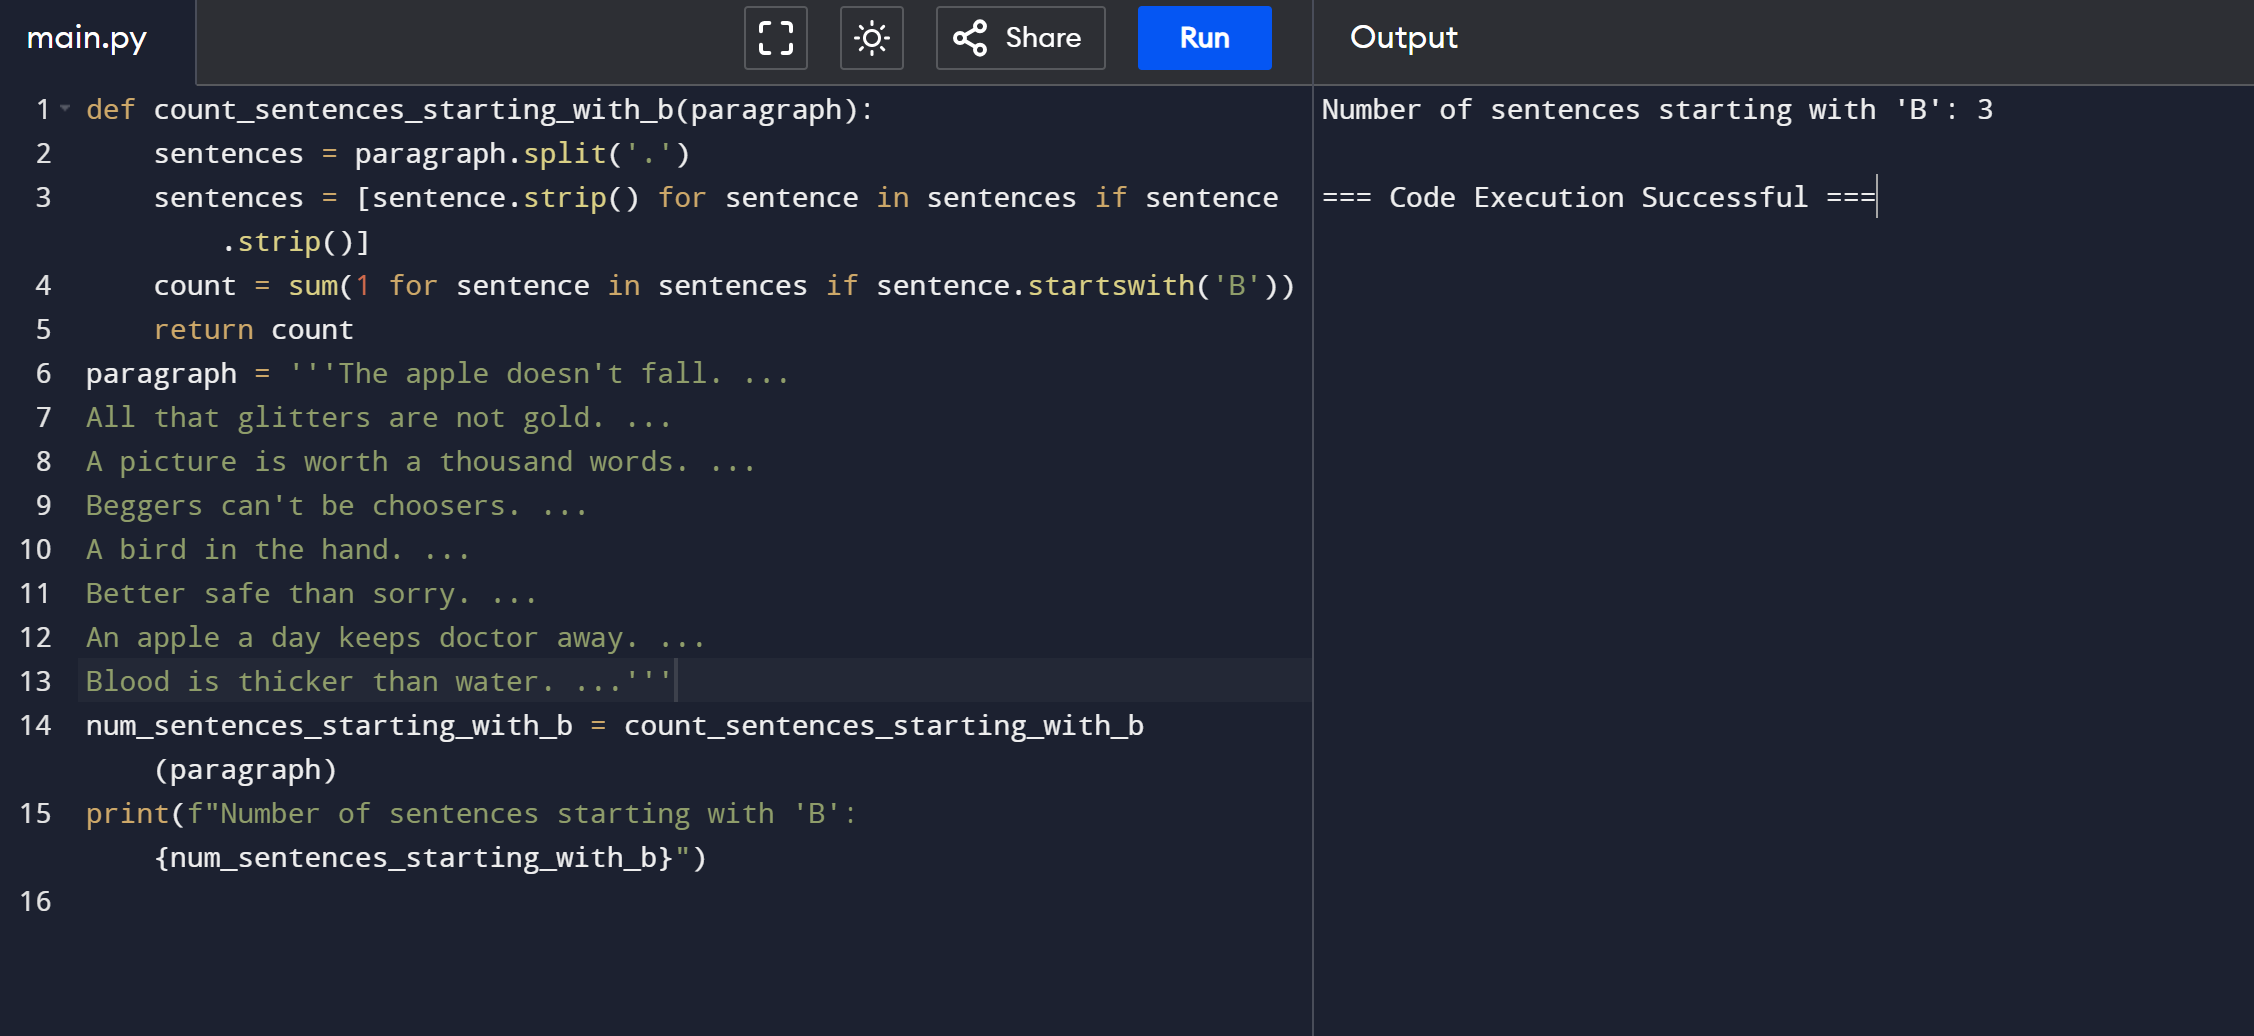 main.py
Share
Run
Output
1 def count_sentences_starting_with_b(paragraph):
2     sentences = paragraph.split('.')
3     sentences = [sentence.strip() for sentence in sentences if sentence
        .strip()]
4     count = sum(1 for sentence in sentences if sentence.startswith('B'))
5     return count
6 paragraph = '''The apple doesn't fall. ...
7 All that glitters are not gold. ...
8 A picture is worth a thousand words. ...
9 Beggers can't be choosers. ...
10 A bird in the hand. ...
11 Better safe than sorry. ...
12 An apple a day keeps doctor away. ...
13 Blood is thicker than water. ...'''
14 num_sentences_starting_with_b = count_sentences_starting_with_b
    (paragraph)
15 print(f"Number of sentences starting with 'B':
    {num_sentences_starting_with_b}")
16
Number of sentences starting with 'B': 3
=== Code Execution Successful ===